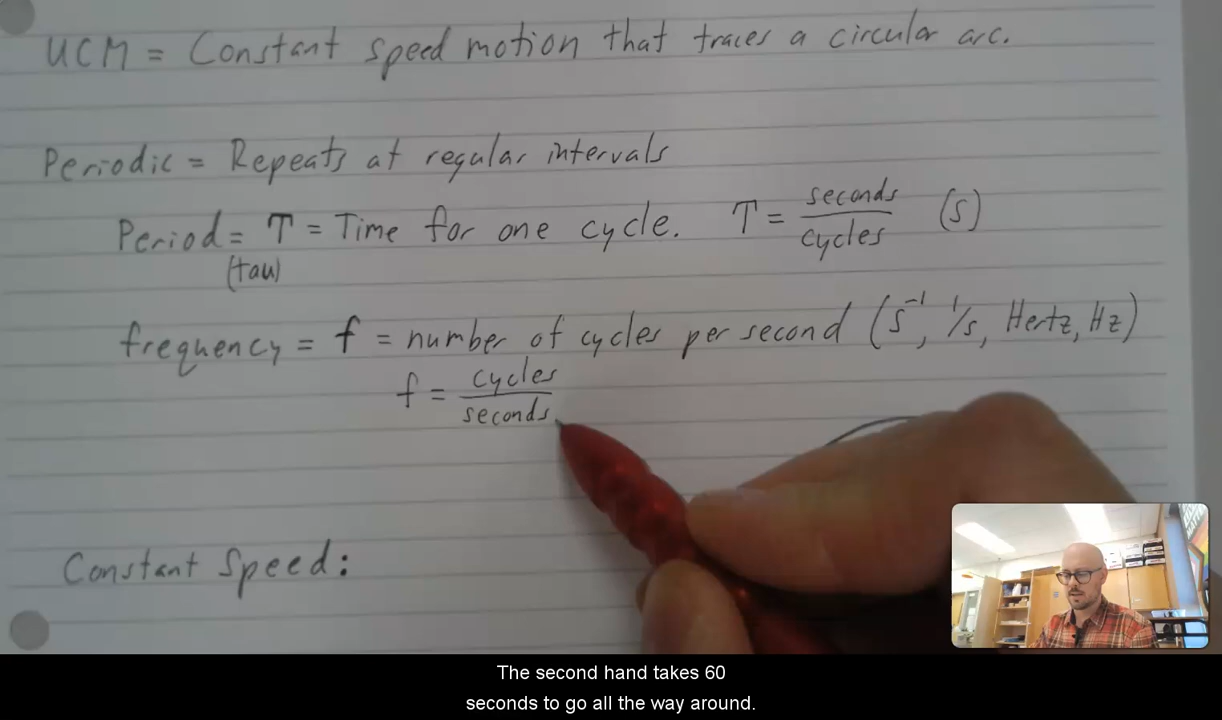 UCM = Constant speed motion that traces a circular arc.
Periodic = Repeats at regular intervals
Period = T = Time for one cycle. T = seconds/cycles (s)
(tau)
frequency = f = number of cycles per second (s⁻¹, 1/s, Hertz, Hz)
f = cycles/seconds
Constant Speed:
The second hand takes 60
seconds to go all the way around.